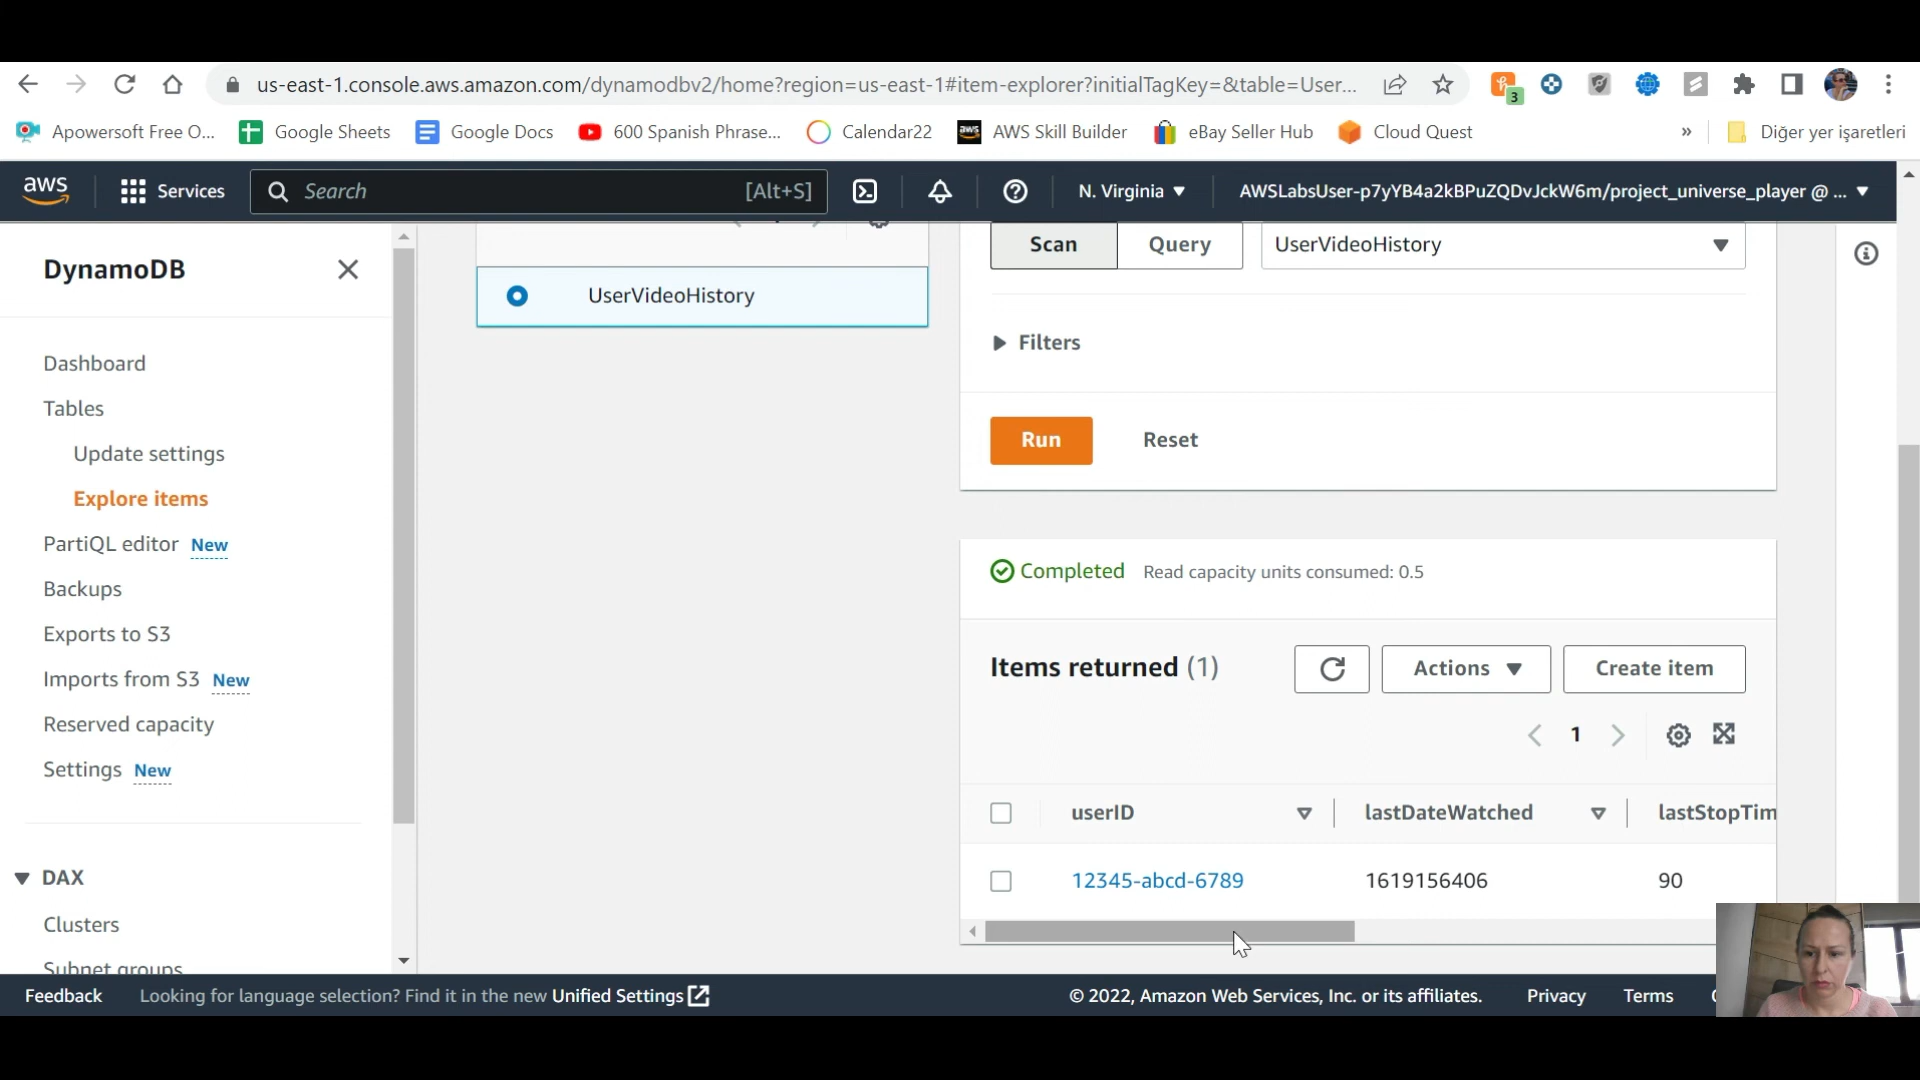 us-east-1.console.aws.amazon.com/dynamodbv2/home?region=us-east-1#item-explorer?initialTagKey=&table=User...
3
Apowersoft Free O...
Google Sheets
Google Docs
600 Spanish Phrase...
Calendar22
aws
AWS Skill Builder
eBay Seller Hub
Cloud Quest
»
Diğer yer işaretleri
aws
Services
Search
[Alt+S]
N. Virginia
AWSLabsUser-p7yYB4a2kBPuZQDvJckW6m/project_universe_player @ ...
DynamoDB
Dashboard
Tables
Update settings
Explore items
PartiQL editor New
Backups
Exports to S3
Imports from S3 New
Reserved capacity
Settings New
DAX
Clusters
Subnet groups
UserVideoHistory
Scan
Query
UserVideoHistory
Filters
Run
Reset
Completed
Read capacity units consumed: 0.5
Items returned (1)
Actions
Create item
1
userID
lastDateWatched
lastStopTim
12345-abcd-6789
1619156406
90
Feedback
Looking for language selection? Find it in the new Unified Settings
© 2022, Amazon Web Services, Inc. or its affiliates.
Privacy
Terms